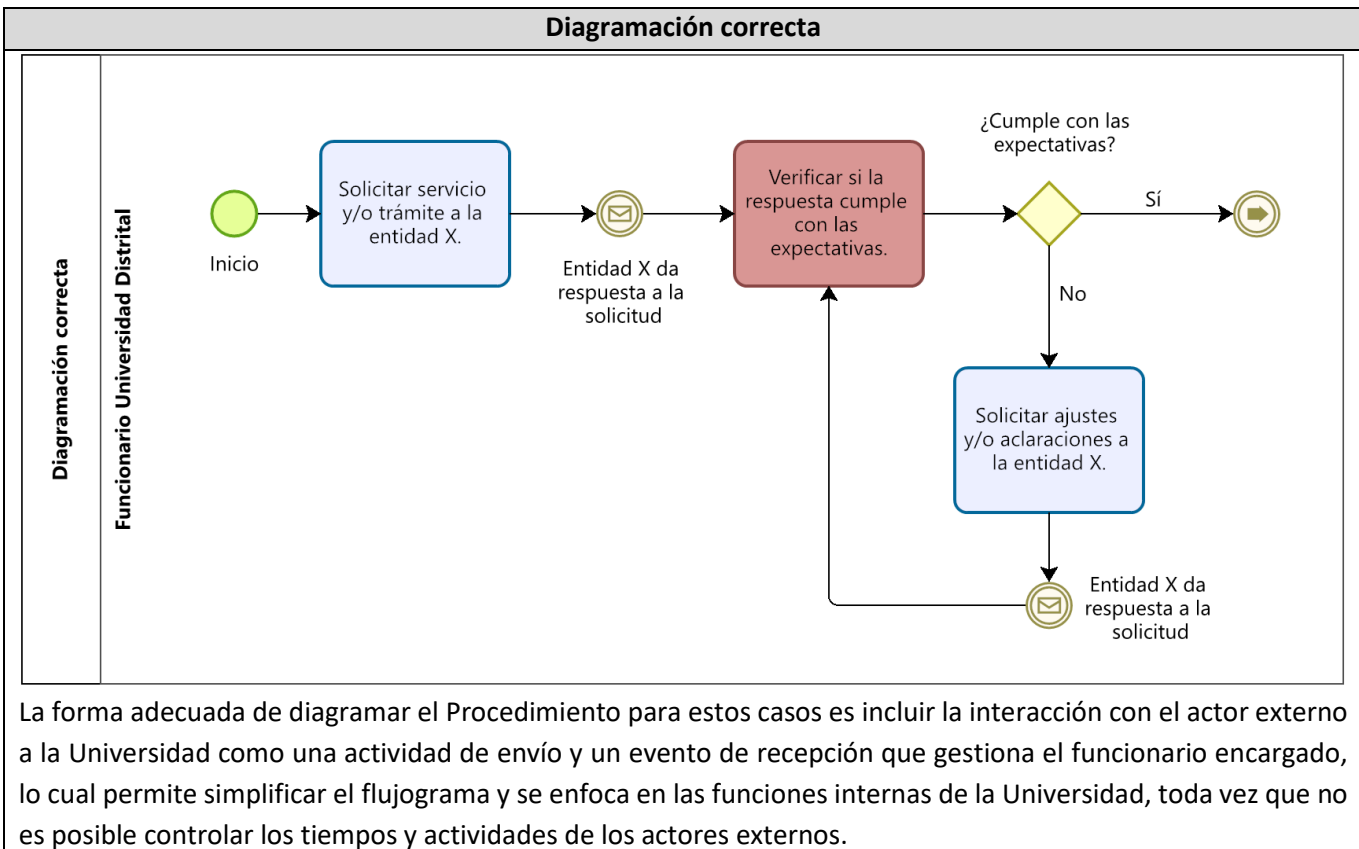 Diagramación correcta
Diagramación correcta
Funcionario Universidad Distrital
Inicio
Solicitar servicio
y/o trámite a la
entidad X.
Entidad X da
respuesta a la
solicitud
Verificar si la
respuesta cumple
con las
expectativas.
¿Cumple con las
expectativas?
Sí
No
Solicitar ajustes
y/o aclaraciones a
la entidad X.
Entidad X da
respuesta a la
solicitud
La forma adecuada de diagramar el Procedimiento para estos casos es incluir la interacción con el actor externo
a la Universidad como una actividad de envío y un evento de recepción que gestiona el funcionario encargado,
lo cual permite simplificar el flujograma y se enfoca en las funciones internas de la Universidad, toda vez que no
es posible controlar los tiempos y actividades de los actores externos.